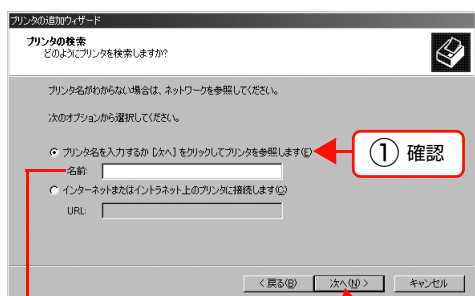 プリンタの追加ウィザード
プリンタの検索
どのようにプリンタを検索しますか?
プリンタ名がわからない場合は、ネットワークを参照してください。
次のオプションから選択してください。
プリンタ名を入力するか [次へ] をクリックしてプリンタを参照します(E)
① 確認
名前:
インターネットまたはイントラネット上のプリンタに接続します(C)
URL:
< 戻る(B)
次へ(N) >
キャンセル